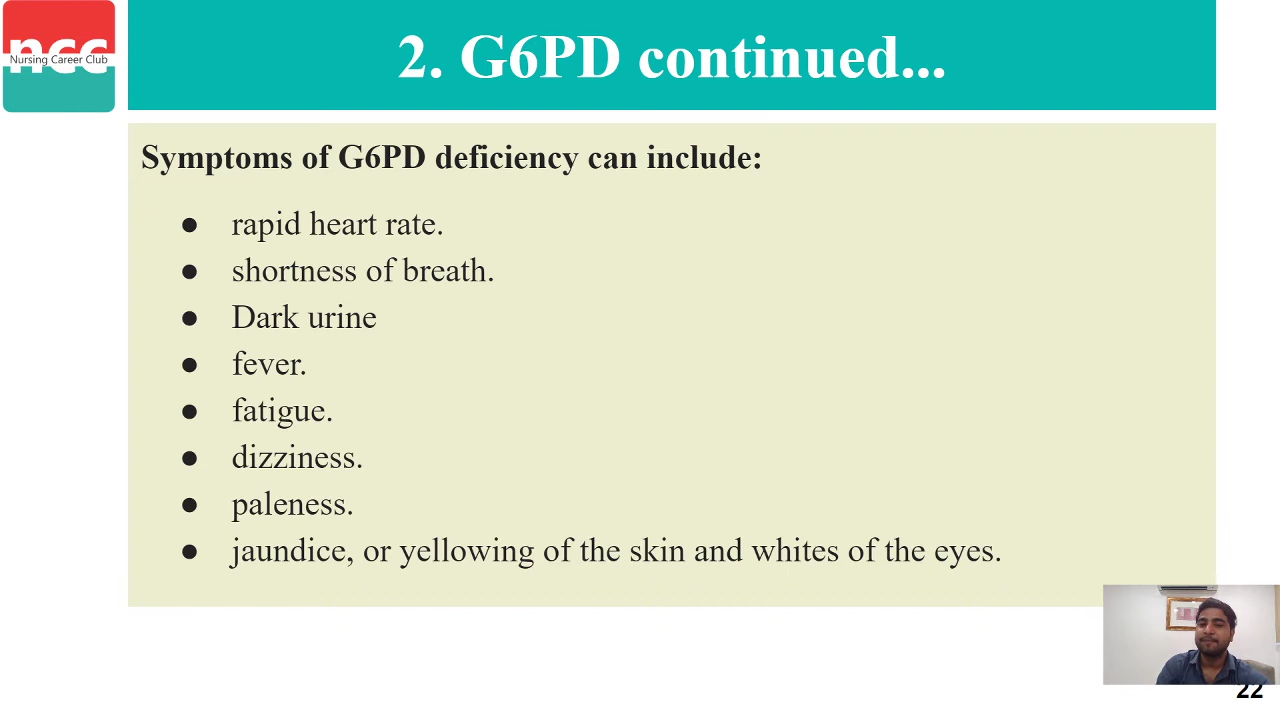 ncc
Nursing Career Club
2. G6PD continued...
Symptoms of G6PD deficiency can include:
● rapid heart rate.
● shortness of breath.
● Dark urine
● fever.
● fatigue.
● dizziness.
● paleness.
● jaundice, or yellowing of the skin and whites of the eyes.
22